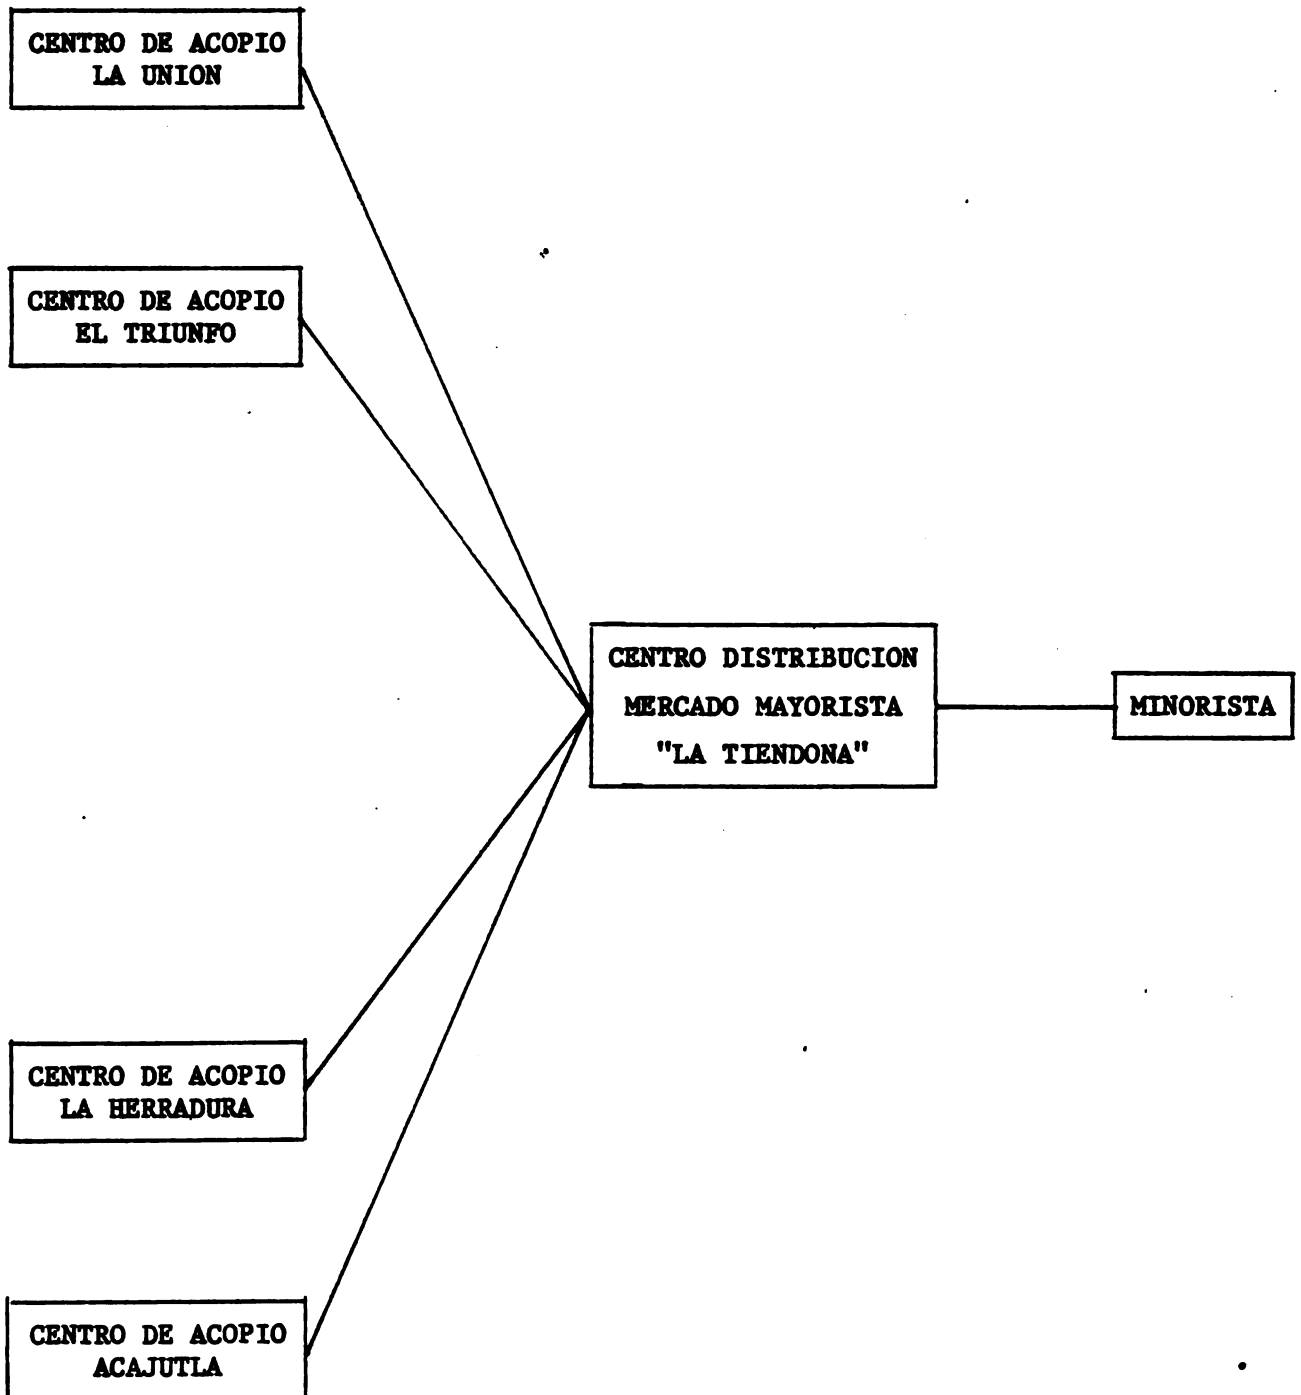 CENTRO DE ACOPIO
LA UNION
CENTRO DE ACOPIO
EL TRIUNFO
CENTRO DISTRIBUCION
MERCADO MAYORISTA
"LA TIENDONA"
MINORISTA
CENTRO DE ACOPIO
LA HERRADURA
CENTRO DE ACOPIO
ACAJUTLA